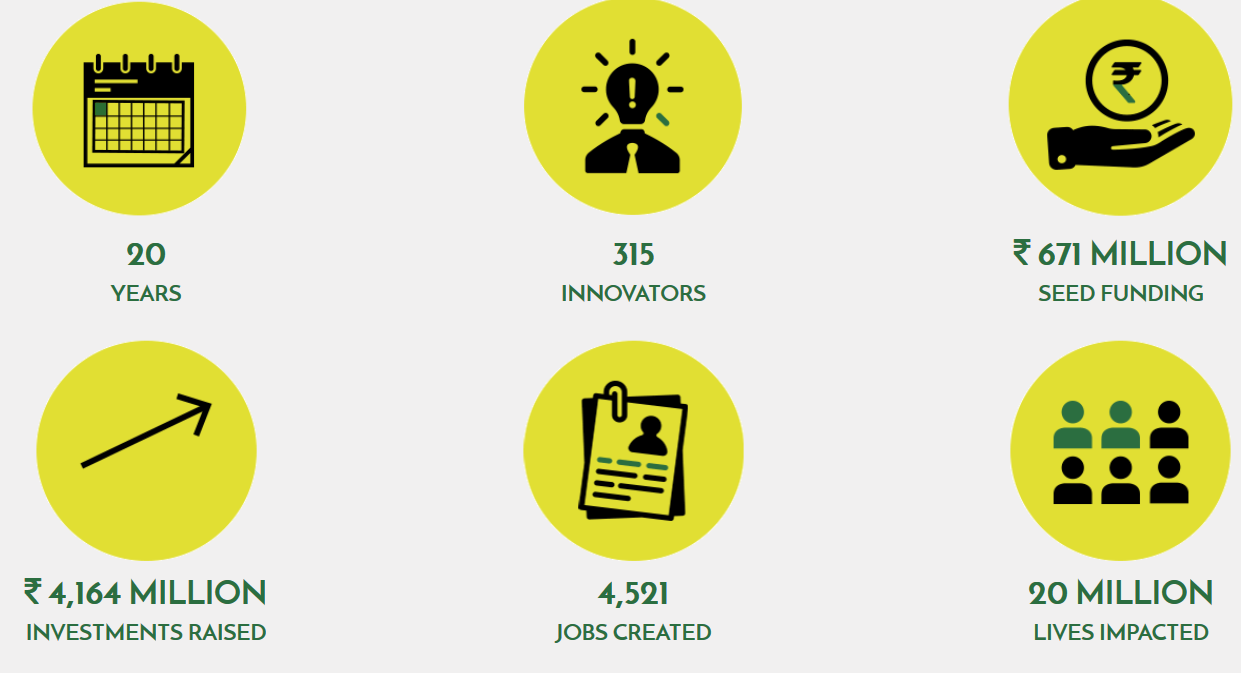 20
YEARS
315
INNOVATORS
₹ 671 MILLION
SEED FUNDING
₹ 4,164 MILLION
INVESTMENTS RAISED
4,521
JOBS CREATED
20 MILLION
LIVES IMPACTED